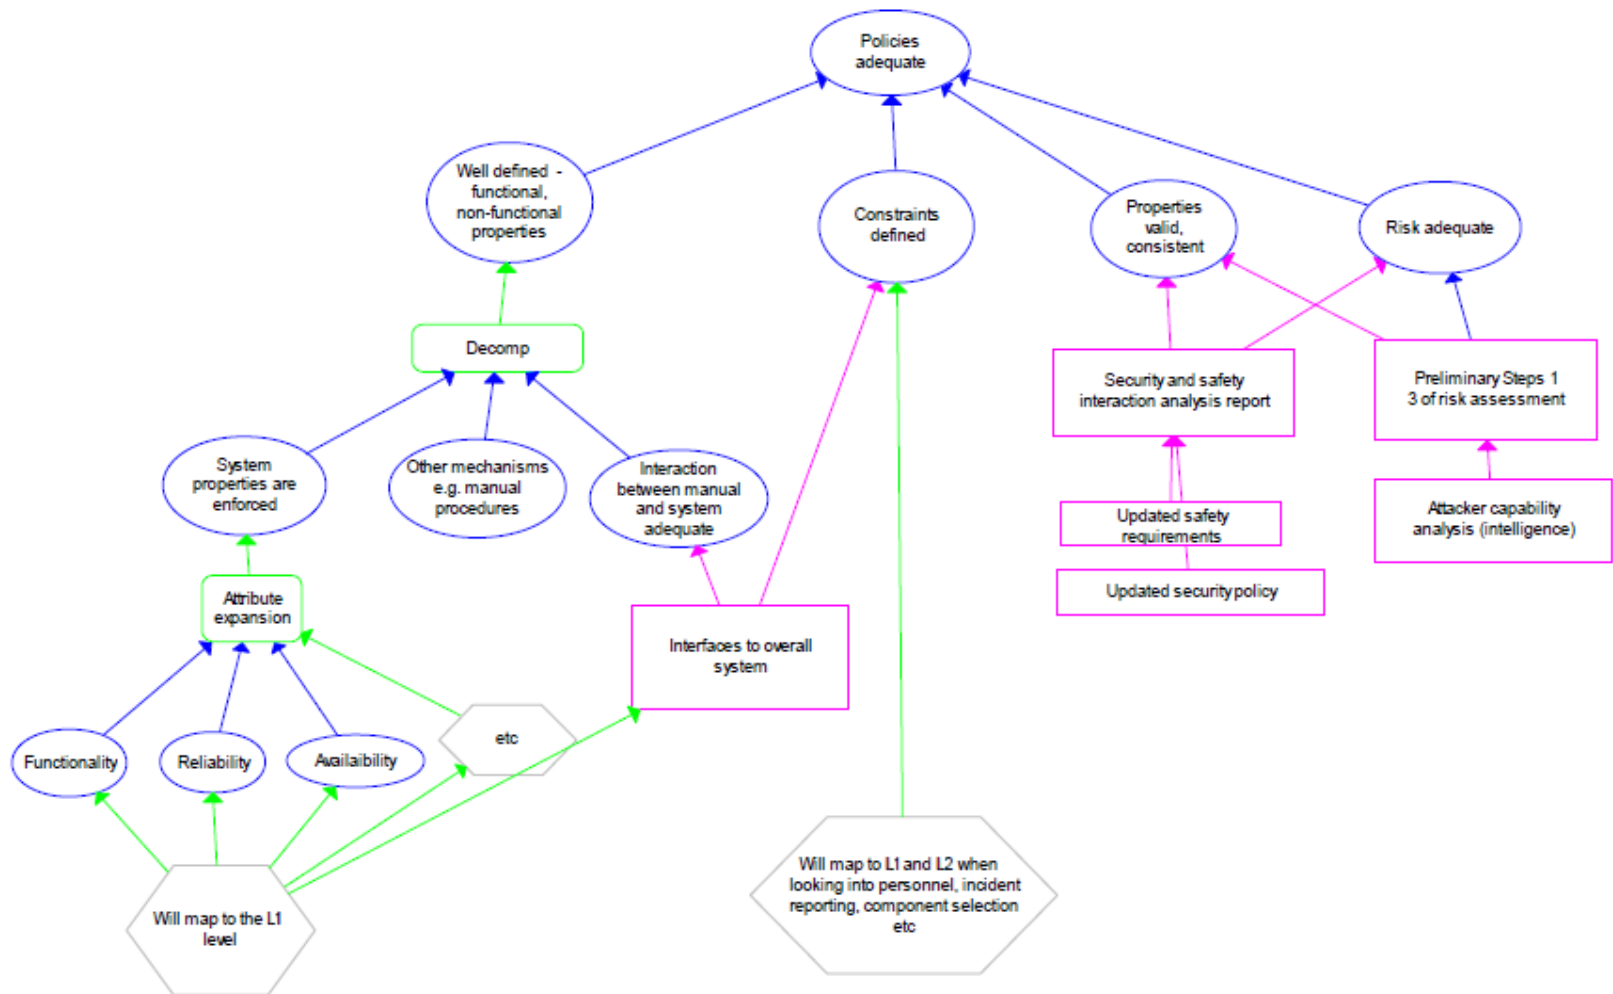 Policies
adequate
Well defined -
functional,
non-functional
properties
Constraints
defined
Properties
valid,
consistent
Risk adequate
Decomp
Security and safety
interaction analysis report
Preliminary Steps 1
3 of risk assessment
System
properties are
enforced
Other mechanisms
e.g. manual
procedures
Interaction
between manual
and system
adequate
Updated safety
requirements
Attacker capability
analysis (intelligence)
Updated security policy
Attribute
expansion
Interfaces to overall
system
etc
Functionality
Reliability
Availaibility
Will map to L1 and L2 when
looking into personnel, incident
reporting, component selection
etc
Will map to the L1
level